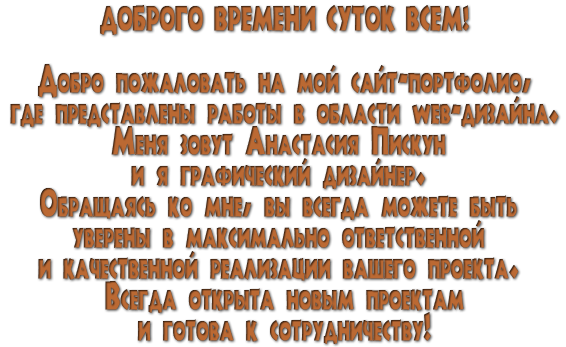 ДОБРОГО ВРЕМЕНИ СУТОК ВСЕМ!
Добро пожаловать на мой сайт-портфолио,
где представлены работы в области web-дизайна.
Меня зовут Анастасия Пискун
и я графический дизайнер.
Обращаясь ко мне, вы всегда можете быть
уверены в максимально ответственной
и качественной реализации вашего проекта.
Всегда открыта новым проектам
и готова к сотрудничеству!